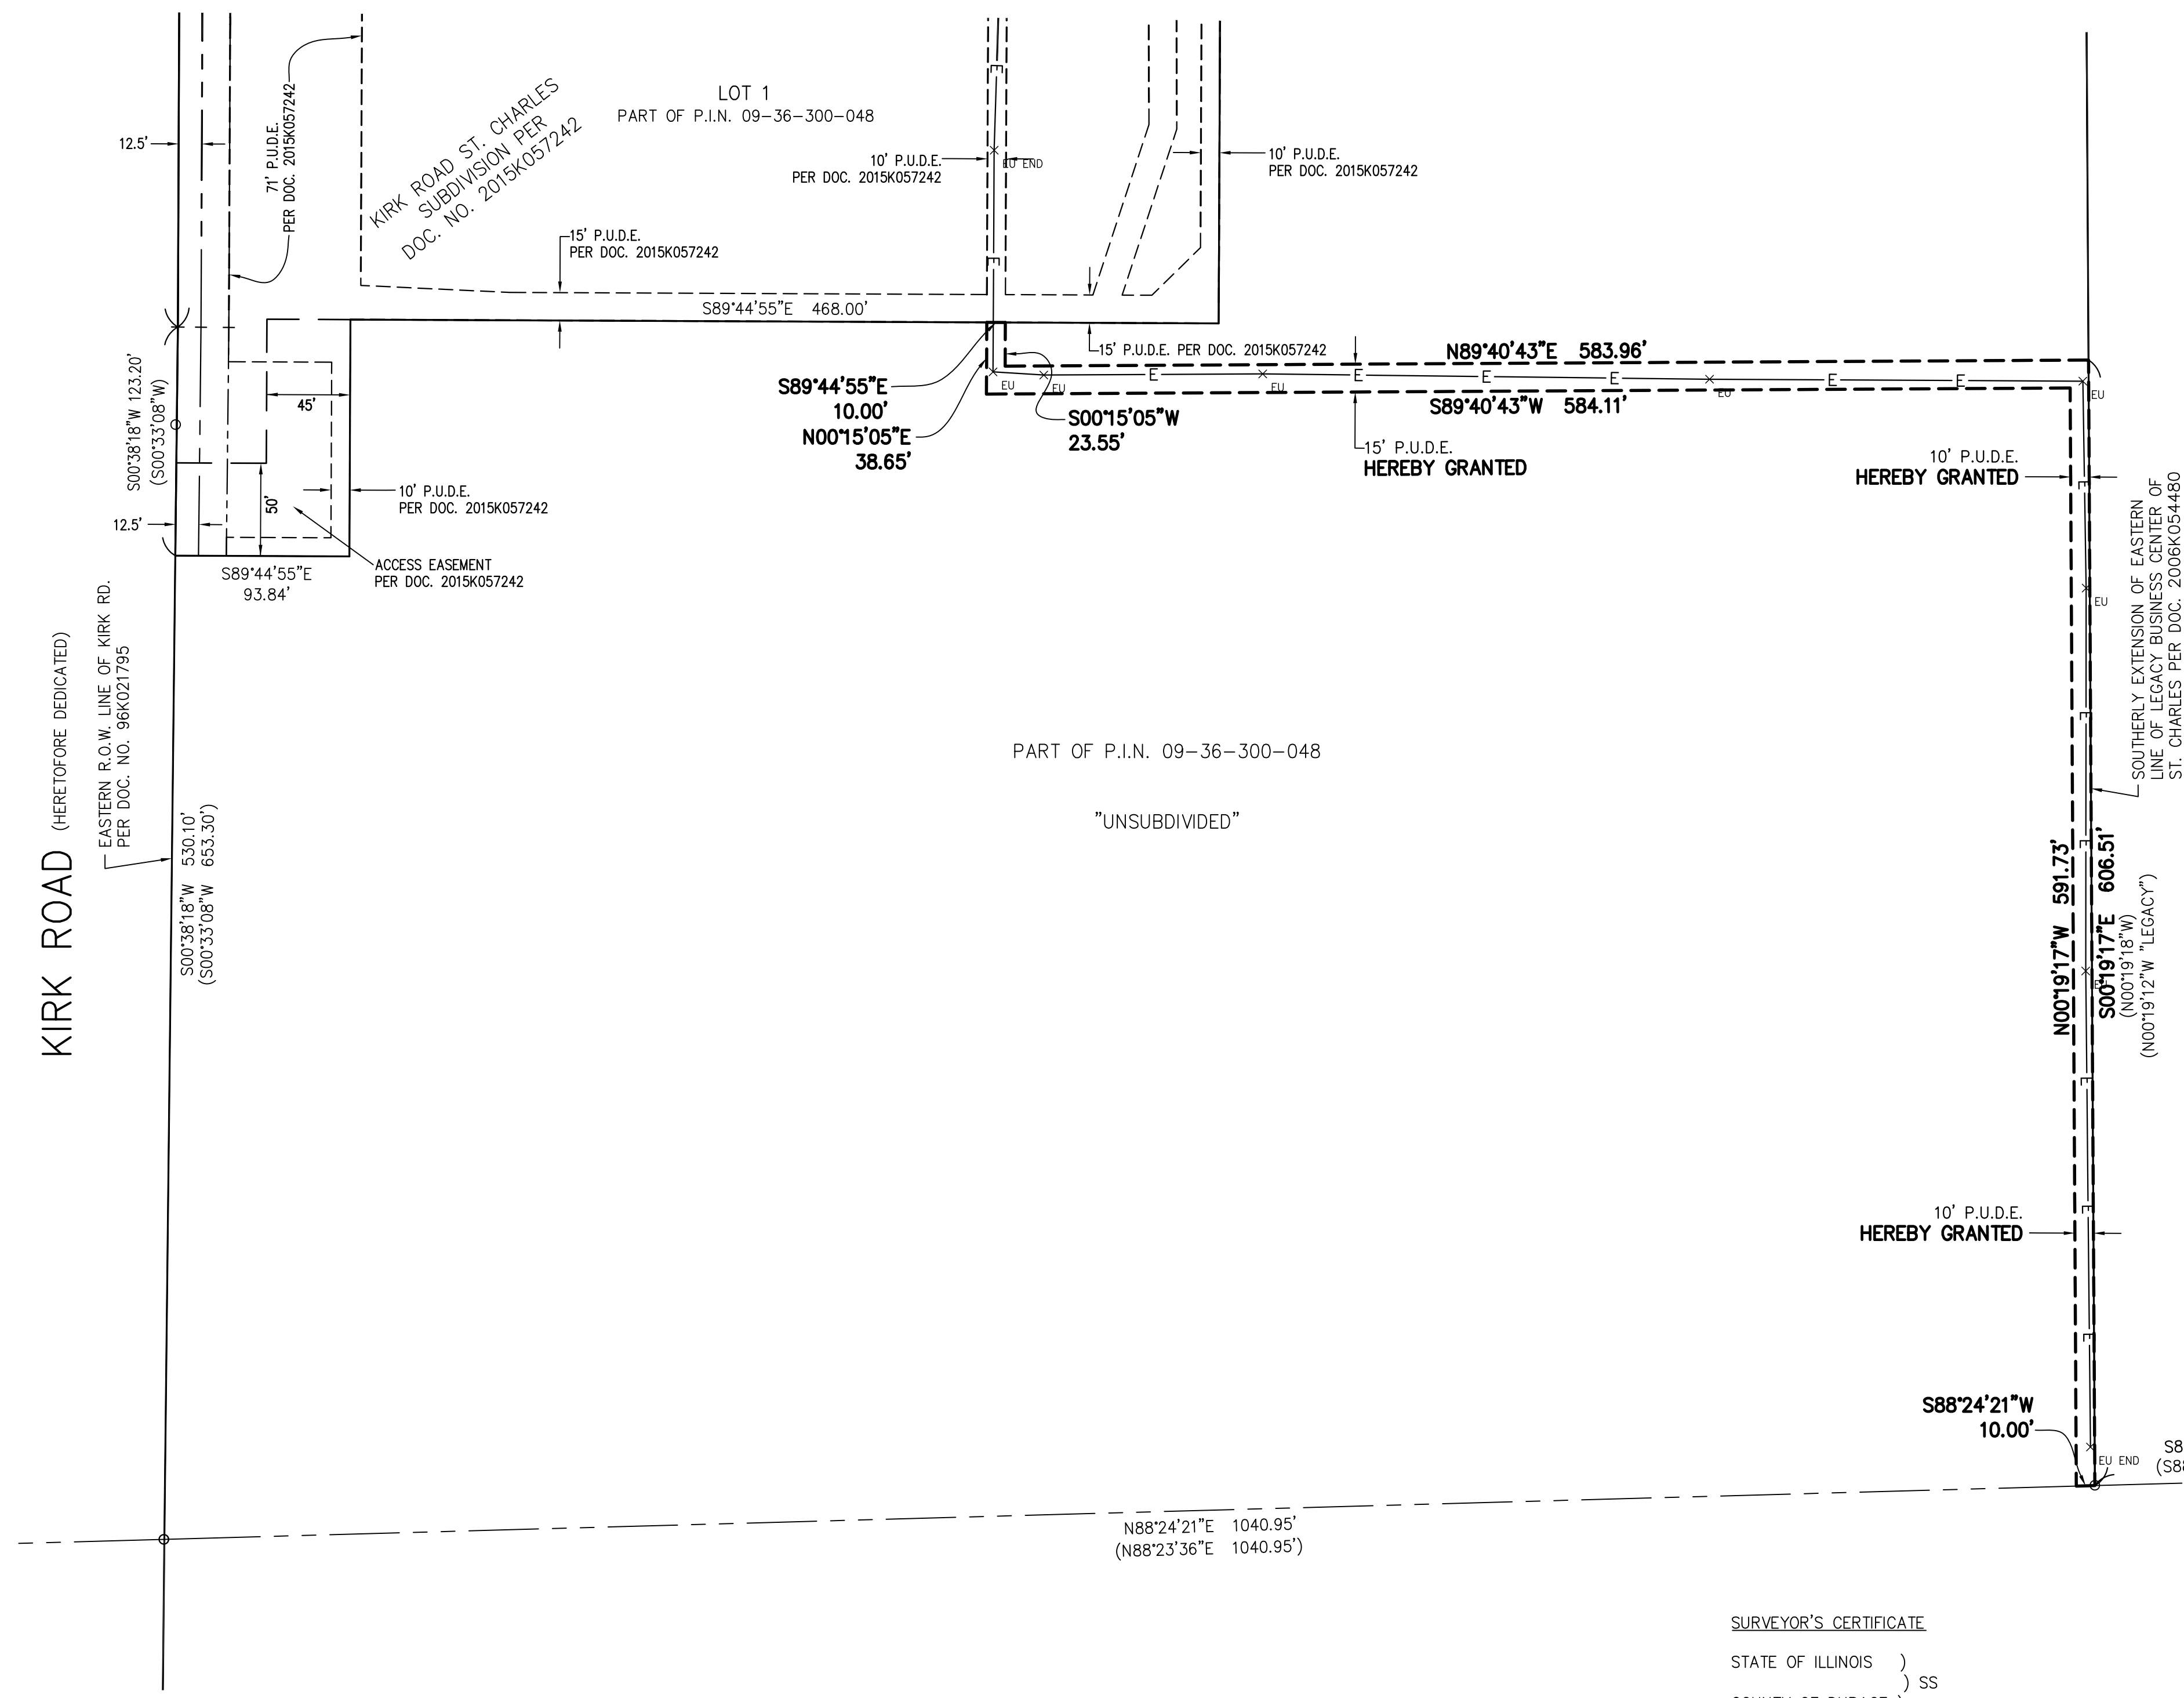 LOT 1
PART OF P.I.N. 09-36-300-048
KIRK ROAD ST. CHARLES
SUBDIVISION PER
DOC. NO. 2015K057242
12.5'
71' P.U.D.E.
PER DOC. 2015K057242
10' P.U.D.E.
PER DOC. 2015K057242
EU END
10' P.U.D.E.
PER DOC. 2015K057242
15' P.U.D.E.
PER DOC. 2015K057242
E
E
S89°44'55"E 468.00'
15' P.U.D.E. PER DOC. 2015K057242
N89°40'43"E 583.96'
S89°44'55"E
10.00'
N00°15'05"E
38.65'
EU
EU
E
EU
E
E
E
EU
E
E
EU
S89°40'43"W 584.11'
S00°15'05"W
23.55'
15' P.U.D.E.
HEREBY GRANTED
S00°38'18"W 123.20'
(S00°33'08"W)
45'
50'
12.5'
10' P.U.D.E.
PER DOC. 2015K057242
ACCESS EASEMENT
PER DOC. 2015K057242
S89°44'55"E
93.84'
10' P.U.D.E.
HEREBY GRANTED
E
EU
E
SOUTHERLY EXTENSION OF EASTERN
LINE OF LEGACY BUSINESS CENTER OF
ST. CHARLES PER DOC. 2006K054480
KIRK ROAD (HERETOFORE DEDICATED)
EASTERN R.O.W. LINE OF KIRK RD.
PER DOC. NO. 96K021795
S00°38'18"W 530.10'
(S00°33'08"W 653.30')
PART OF P.I.N. 09-36-300-048
"UNSUBDIVIDED"
N00°19'17"W 591.73'
E
EU
S00°19'17"E 606.51'
(N00°19'18"W)
(N00°19'12"W "LEGACY")
E
E
E
10' P.U.D.E.
HEREBY GRANTED
S88°24'21"W
10.00'
EU END
S8
(S88
N88°24'21"E 1040.95'
(N88°23'36"E 1040.95')
SURVEYOR'S CERTIFICATE
STATE OF ILLINOIS )
) SS